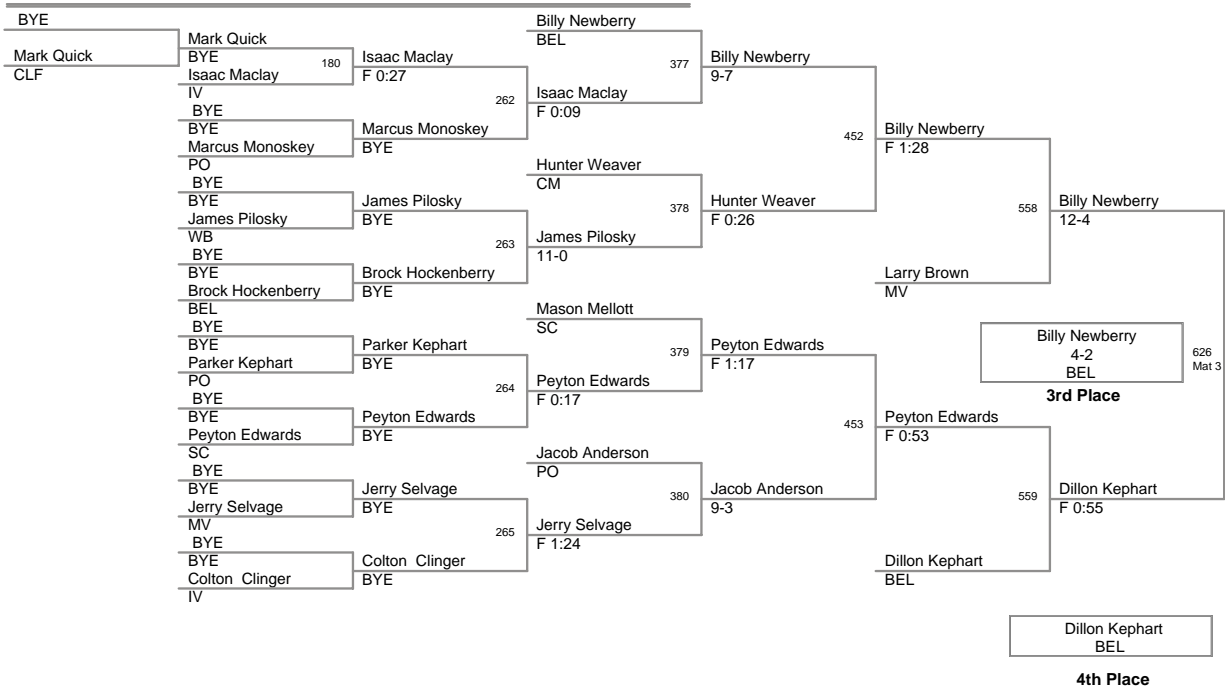 BYE
Mark Quick
CLF
Mark Quick
BYE
Isaac Maclay
IV
BYE
BYE
Marcus Monoskey
PO
BYE
BYE
James Pilosky
WB
BYE
BYE
Brock Hockenberry
BEL
BYE
BYE
Parker Kephart
PO
BYE
BYE
Peyton Edwards
SC
BYE
BYE
Jerry Selvage
MV
BYE
BYE
Colton Clinger
IV
180
Isaac Maclay
F 0:27
Marcus Monoskey
BYE
James Pilosky
BYE
Brock Hockenberry
BYE
Parker Kephart
BYE
Peyton Edwards
BYE
Jerry Selvage
BYE
Colton Clinger
BYE
262
263
264
265
Billy Newberry
BEL
Isaac Maclay
F 0:09
Hunter Weaver
CM
James Pilosky
11-0
Mason Mellott
SC
Peyton Edwards
F 0:17
Jacob Anderson
PO
Jerry Selvage
F 1:24
377
378
379
380
Billy Newberry
9-7
Hunter Weaver
F 0:26
Peyton Edwards
F 1:17
Jacob Anderson
9-3
452
453
Billy Newberry
F 1:28
Larry Brown
MV
Peyton Edwards
F 0:53
Dillon Kephart
BEL
558
559
Billy Newberry
12-4
Dillon Kephart
F 0:55
Billy Newberry
4-2
BEL
626
Mat 3
3rd Place
Dillon Kephart
BEL
4th Place